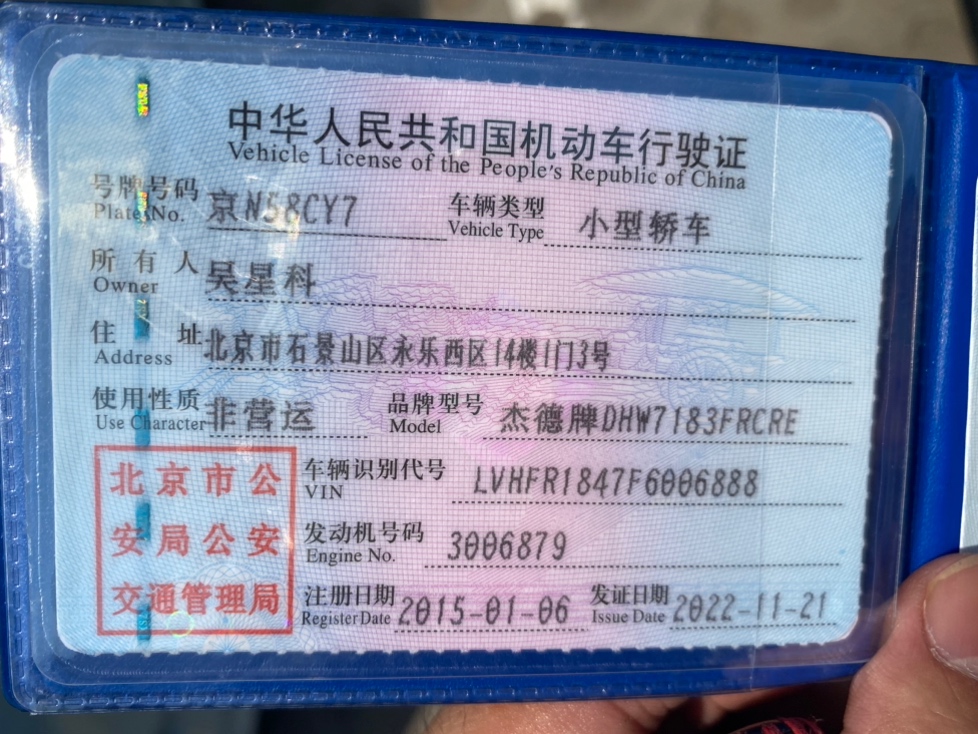 中华人民共和国机动车行驶证
Vehicle License of the People's Republic of China
号牌号码 京N58CY7 车辆类型 小型轿车
Plate No. Vehicle Type
所有人 吴星科
Owner
住址 北京市石景山区永乐西区14楼1门3号
Address
使用性质 非营运 品牌型号 杰德牌DHW7183FRCRE
Use Character Model
北京市公
安局公安
交通管理局
车辆识别代号 LVHFR1847F6006888
VIN
发动机号码 3006879
Engine No.
注册日期 2015-01-06 发证日期 2022-11-21
Register Date Issue Date